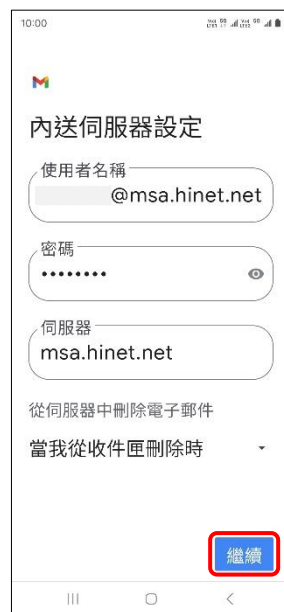 10:00
內送伺服器設定
使用者名稱
@msa.hinet.net
密碼
••••••••
伺服器
msa.hinet.net
從伺服器中刪除電子郵件
當我從收件匣刪除時
繼續